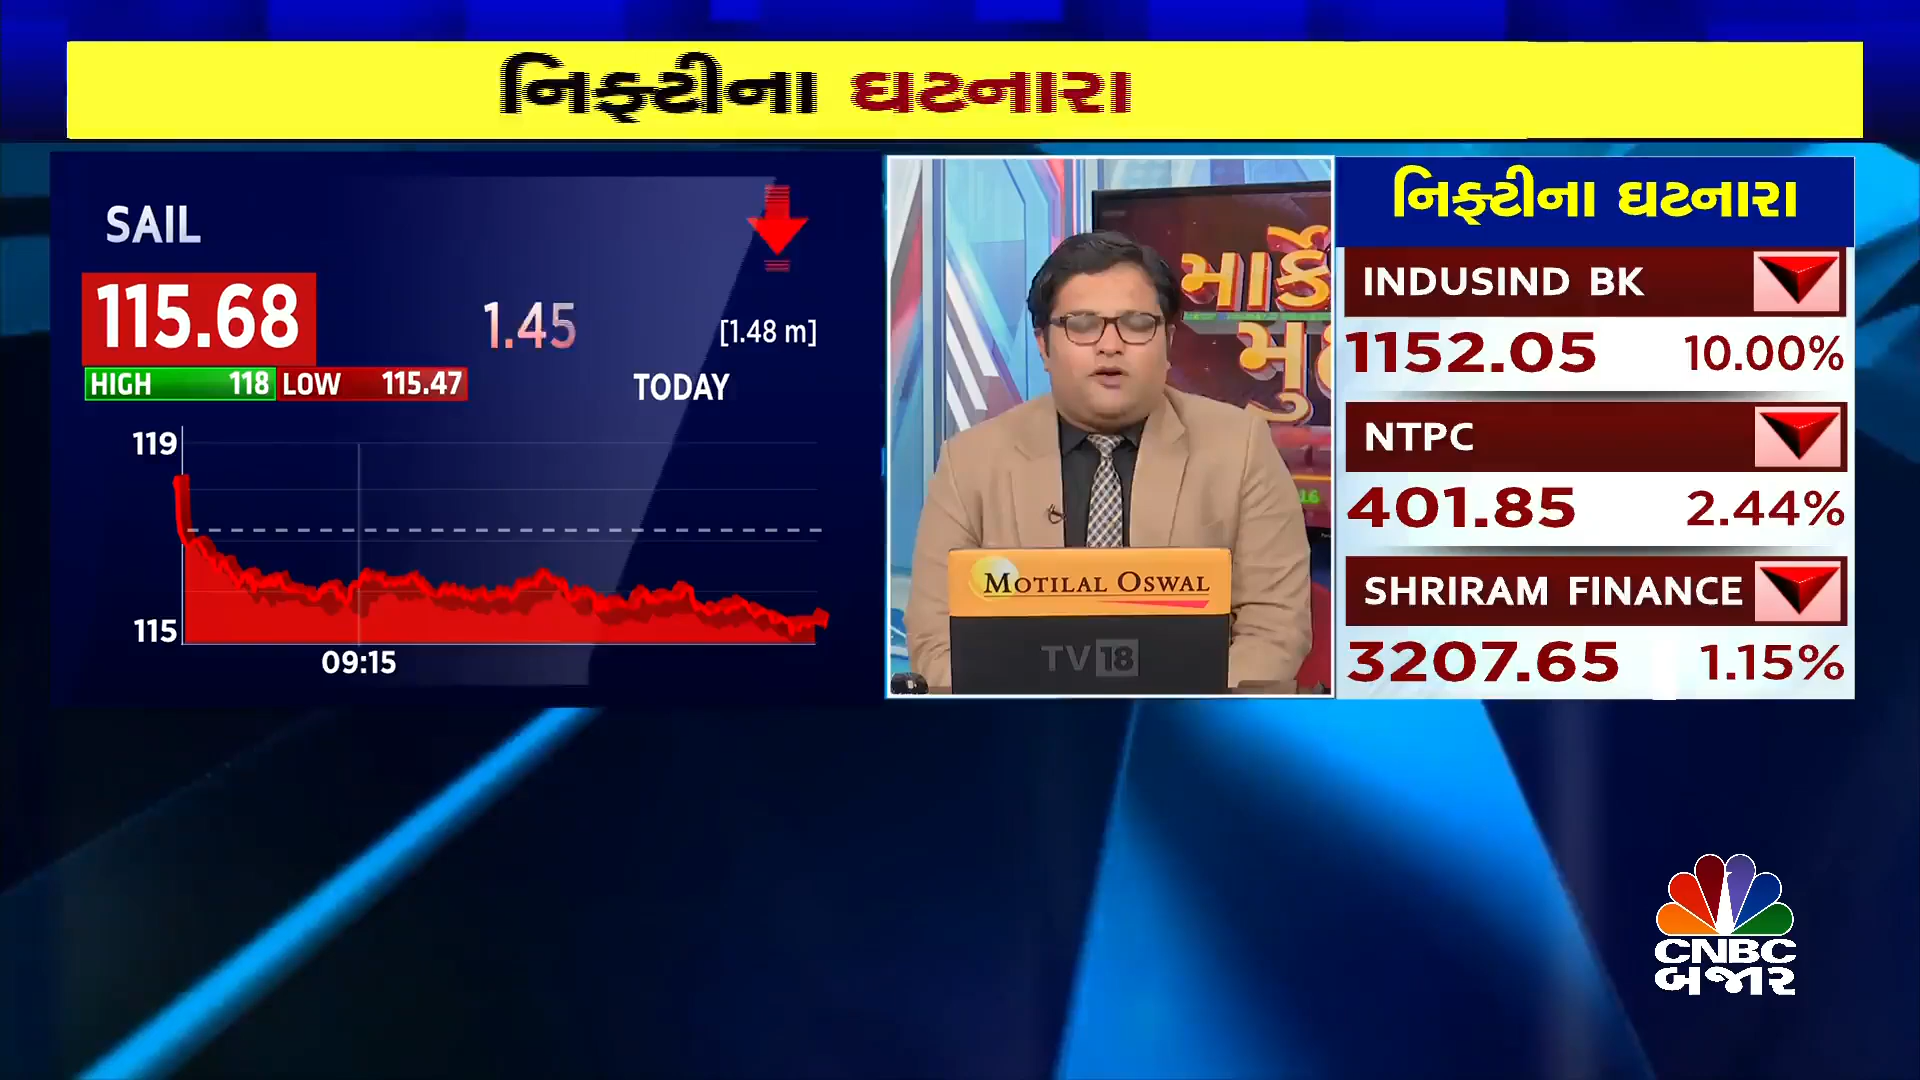 નિફ્ટીના ઘટનારા
SAIL
115.68
1.45
[1.48 m]
HIGH 118 LOW 115.47
TODAY
119
115
09:15
માર્કે
MOTILAL OSWAL
TV18
નિફ્ટીના ઘટનારા
INDUSIND BK
1152.05 10.00%
NTPC
401.85 2.44%
SHRIRAM FINANCE
3207.65 1.15%
CNBC
બજાર